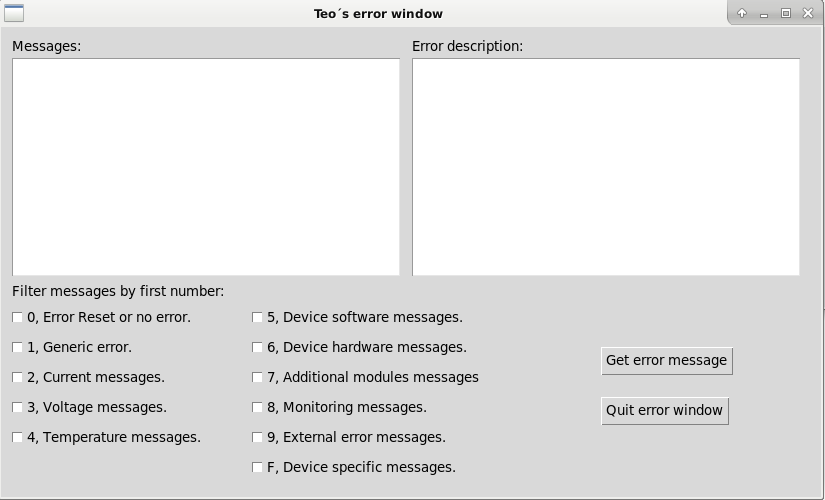 Teo´s error window
Messages:
Error description:
Filter messages by first number:
0, Error Reset or no error.
1, Generic error.
2, Current messages.
3, Voltage messages.
4, Temperature messages.
5, Device software messages.
6, Device hardware messages.
7, Additional modules messages
8, Monitoring messages.
9, External error messages.
F, Device specific messages.
Get error message
Quit error window